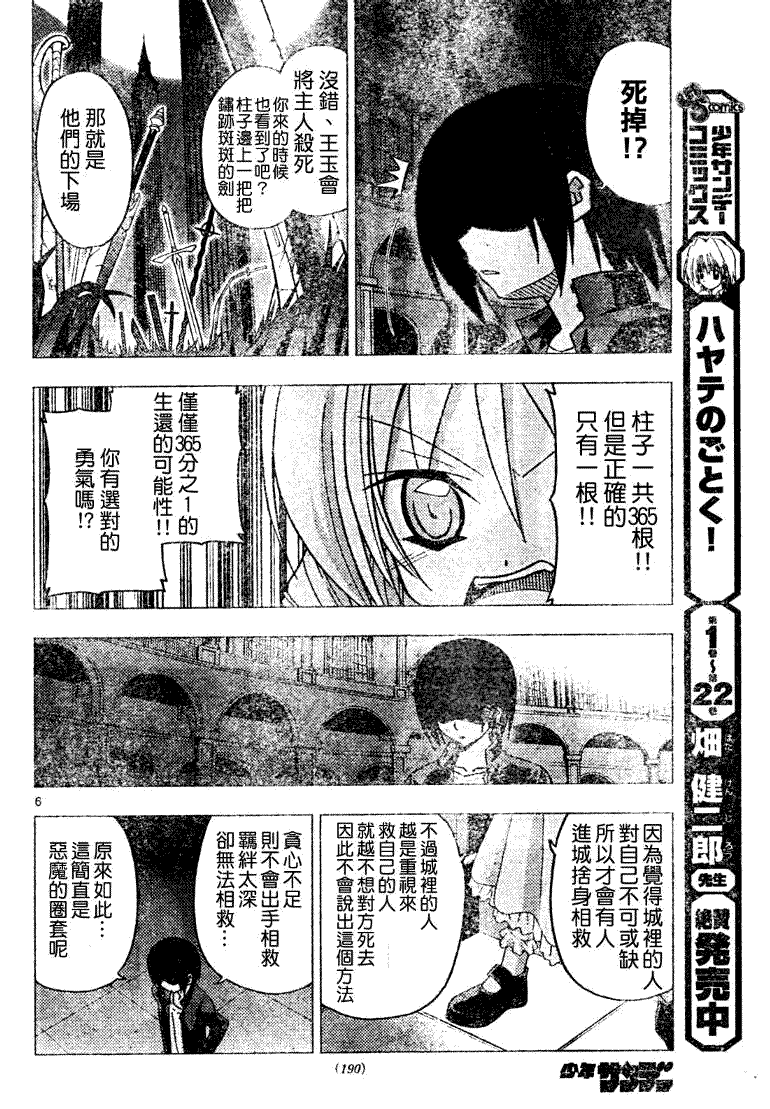 死掉!?
沒錯、王玉會
將主人殺死
你來的時候
也看到了吧?
柱子邊上一把把
鏽跡斑斑的劍
那就是
他們的下場
柱子一共365根!!
但是正確的
只有一根!!
僅僅365分之1的
生還的可能性!!
你有選對的
勇氣嗎!?
因為覺得城裡的人
對自己不可或缺
所以才會有人
進城捨身相救
不過城裡的人
越是重視來
救自己的人
就越不想對方死去
因此不會說出這個方法
貪心不足
則不會出手相救
羈絆太深
卻無法相救…
原來如此…
這簡直是
惡魔的圈套呢
6
(190)
少年サンデー
comics
少年サンデー
コミックス
ハヤテのごとく!
第1巻〜第22巻
畑健二郎
はた けん じ ろう
先生
絶賛
発売中